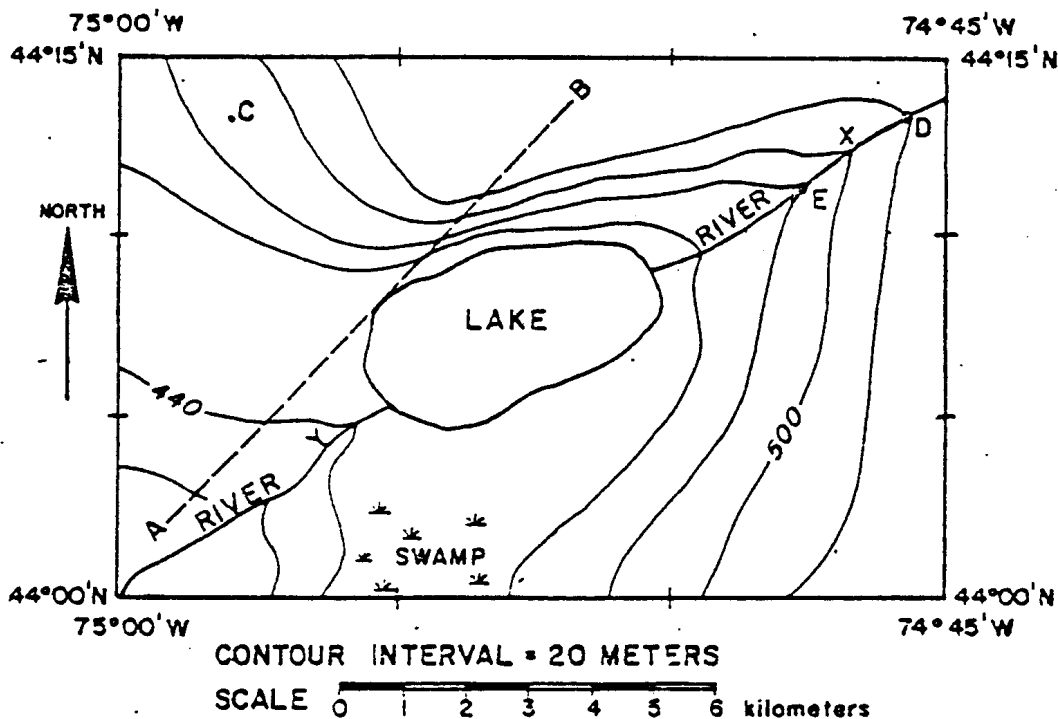 75°00'W 74°45'W
44°15'N 44°15'N
B
C
X D
NORTH
RIVER E
LAKE
440
500
Y
A RIVER
SWAMP
44°00'N 44°00'N
75°00'W 74°45'W
CONTOUR INTERVAL = 20 METERS
SCALE 0 1 2 3 4 5 6 kilometers